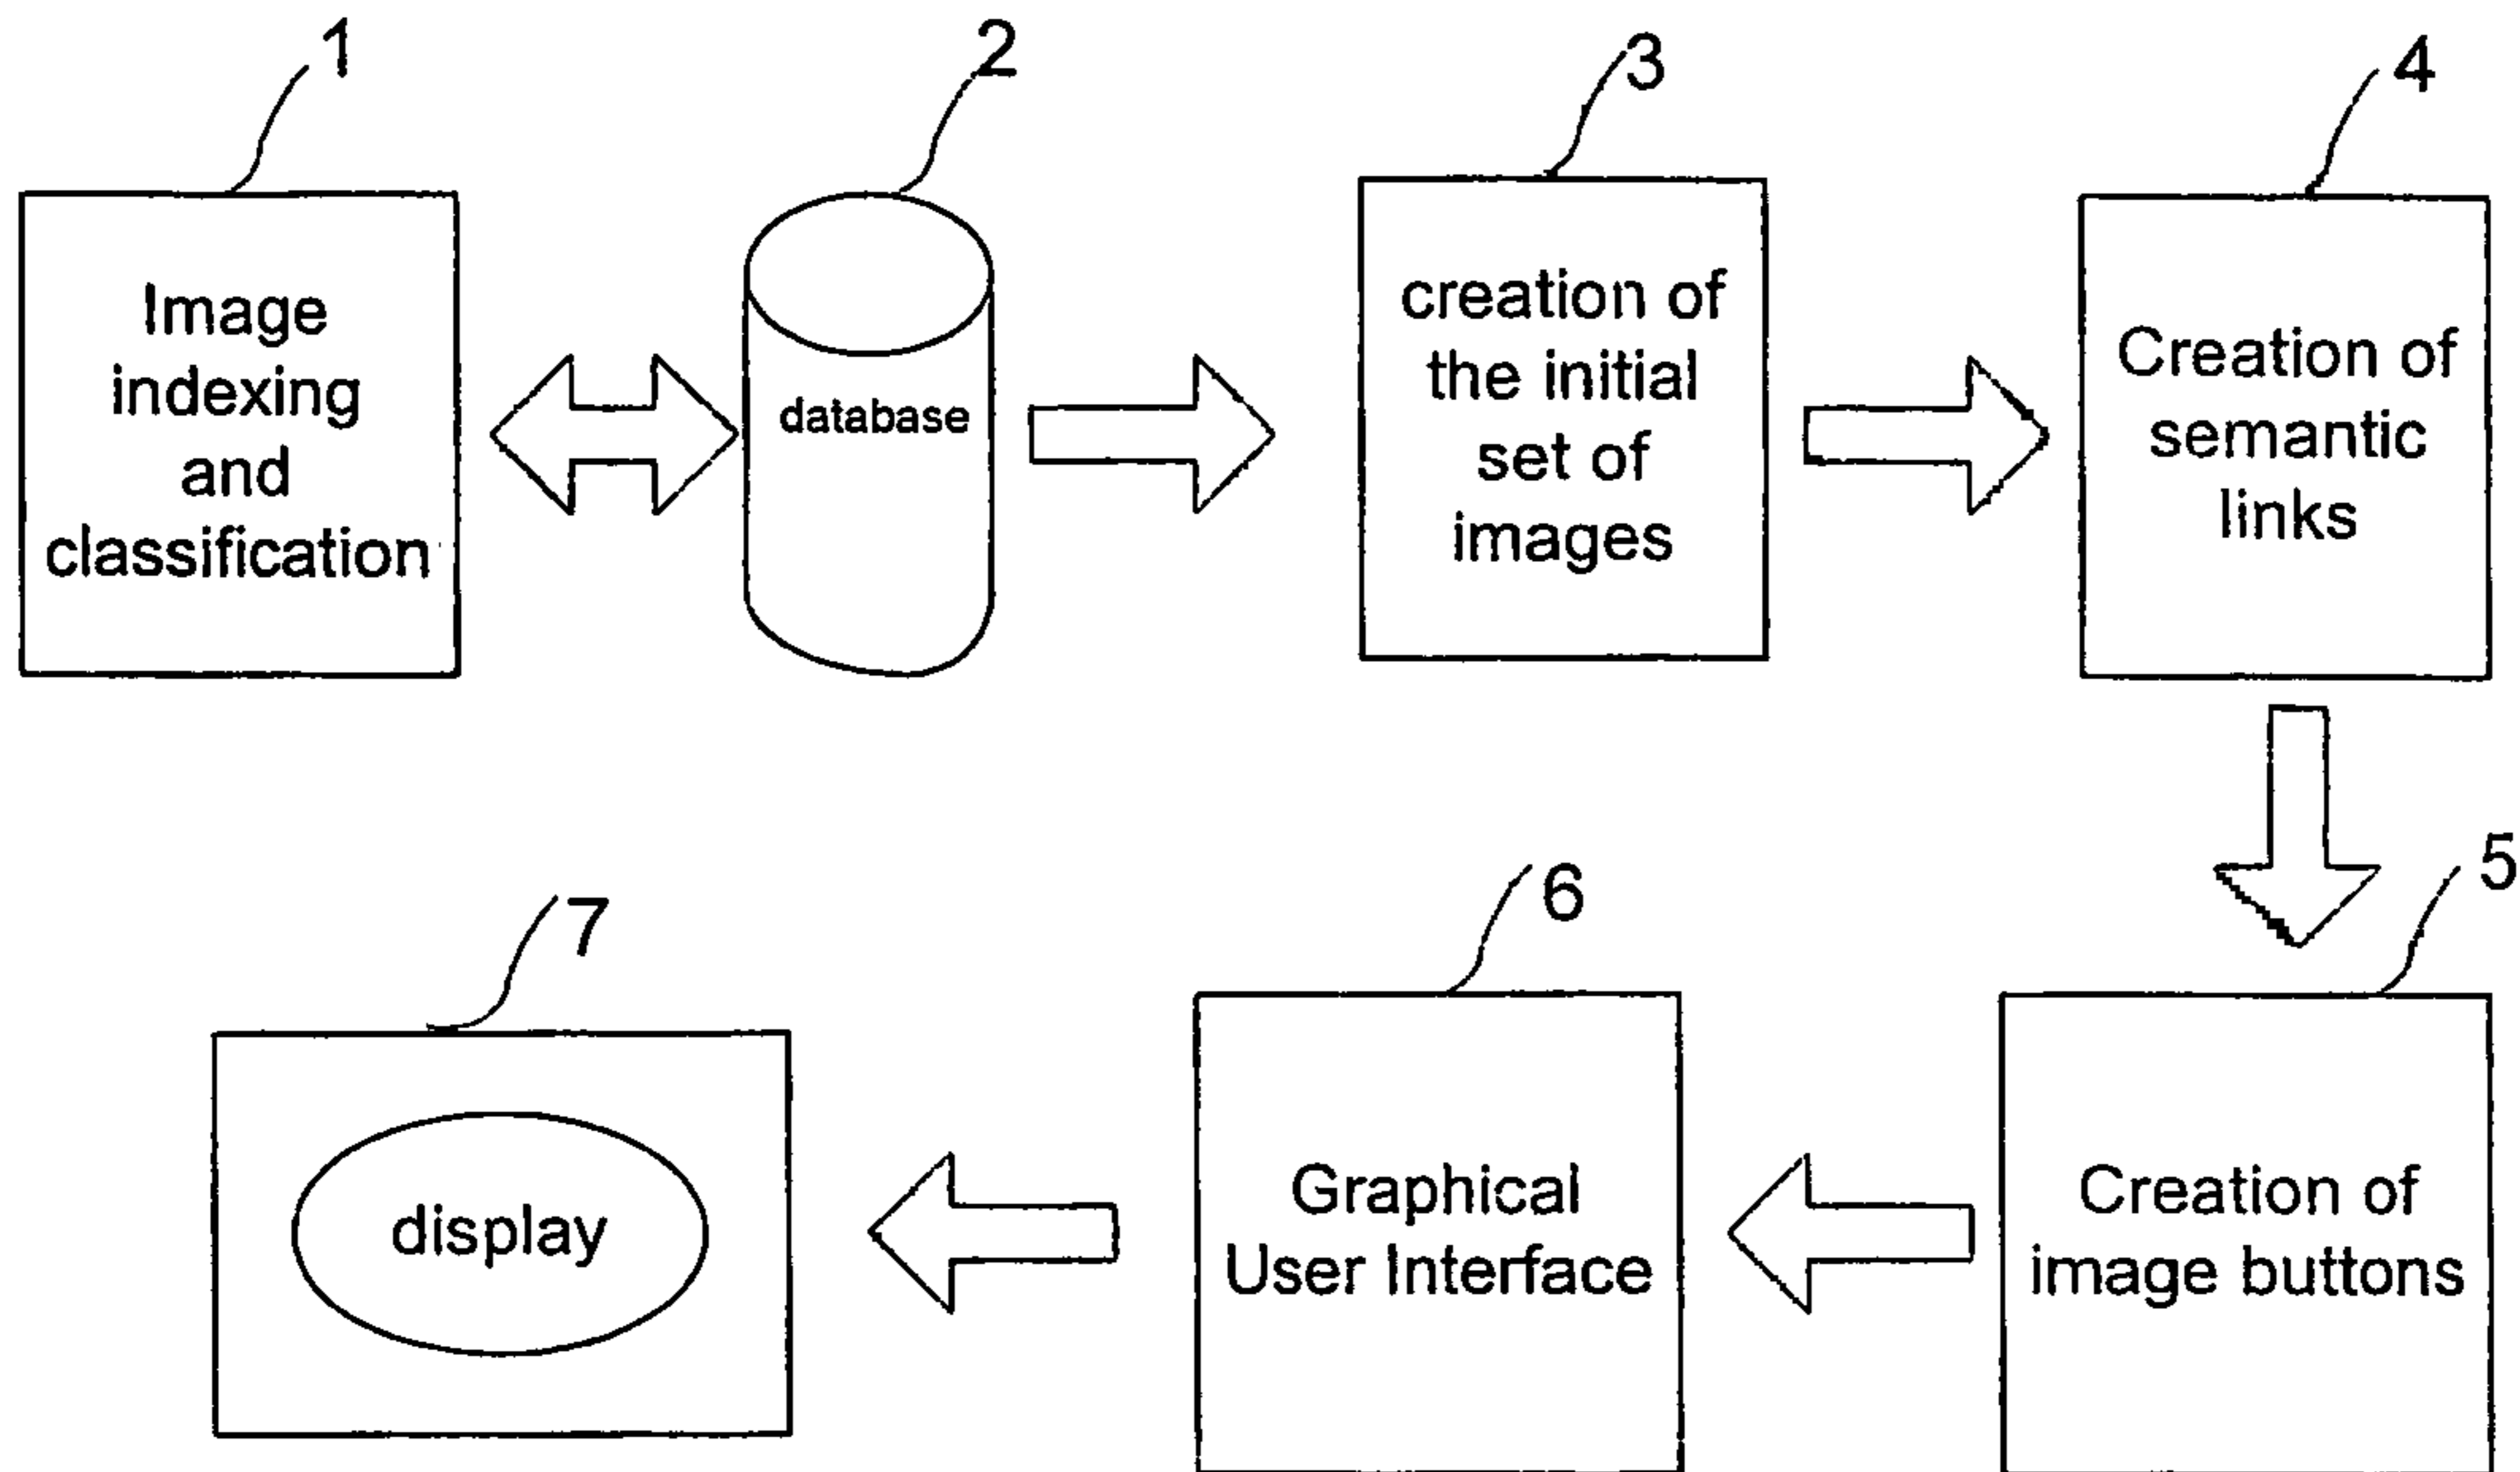 1
2
3
4
Image
indexing
and
classification
database
creation of
the initial
set of
images
Creation of
semantic
links
5
6
7
display
Graphical
User Interface
Creation of
image buttons